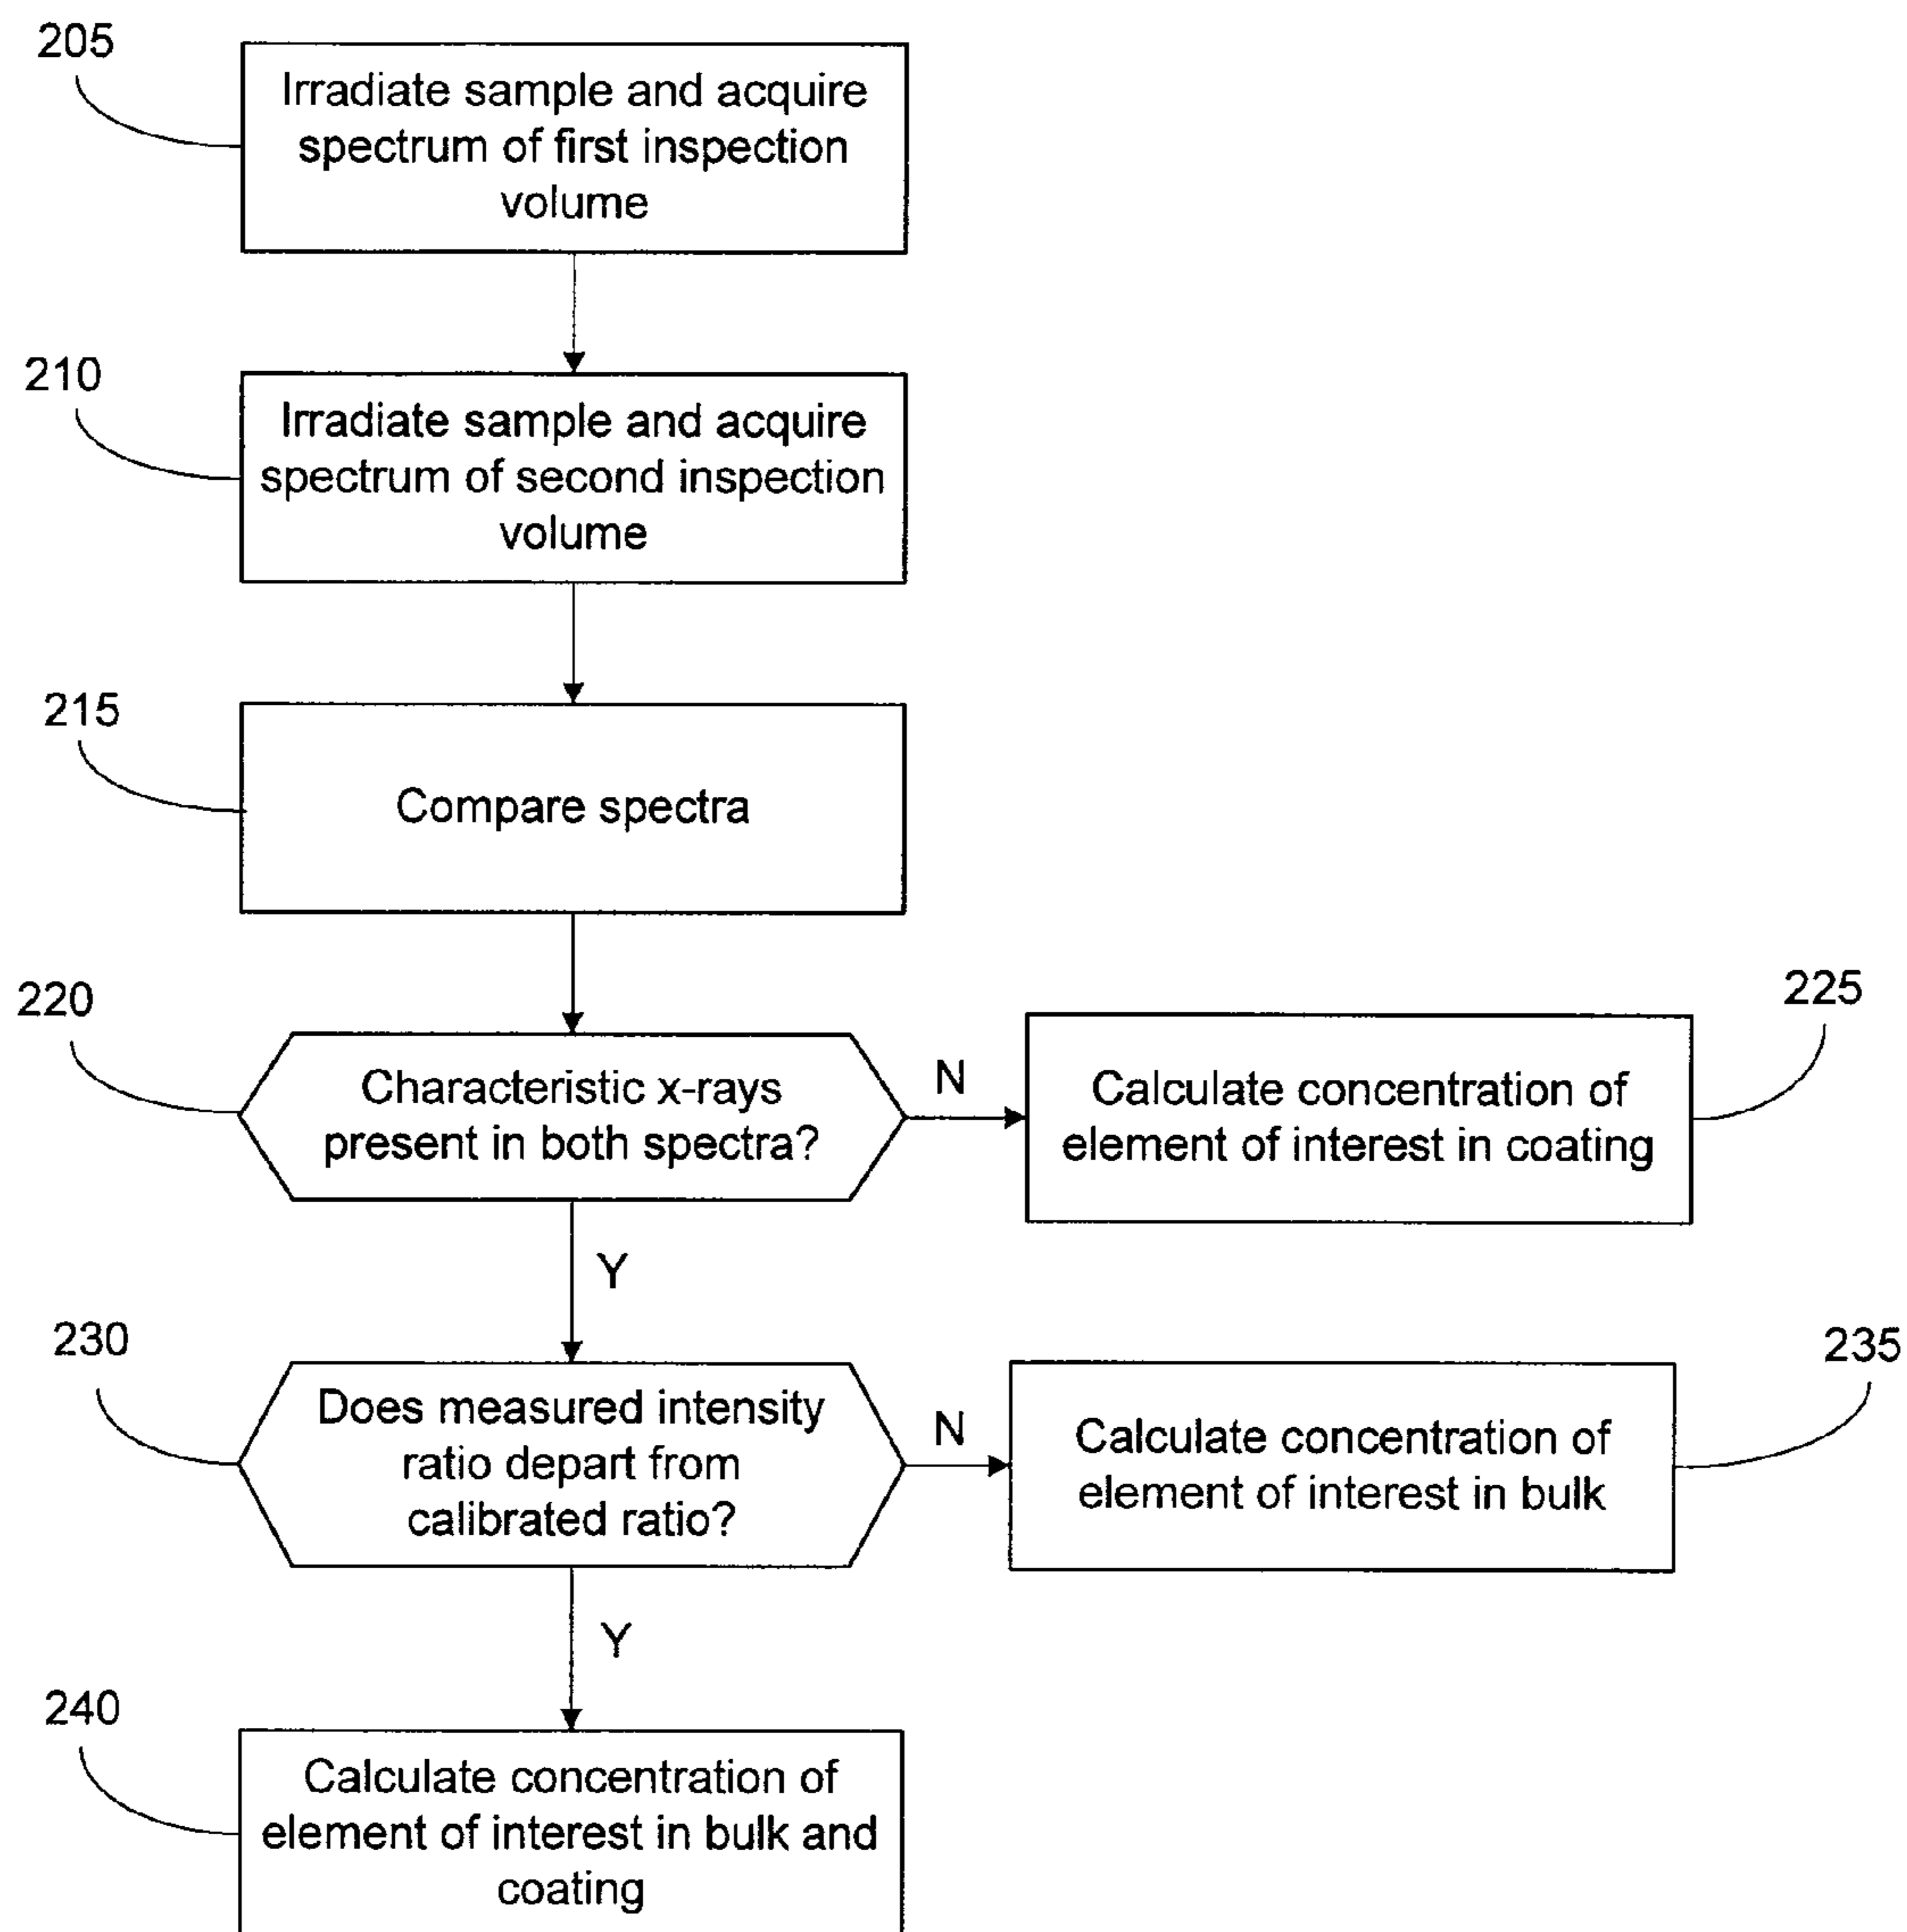 205
Irradiate sample and acquire
spectrum of first inspection
volume
210
Irradiate sample and acquire
spectrum of second inspection
volume
215
Compare spectra
220
Characteristic x-rays
present in both spectra?
N
225
Calculate concentration of
element of interest in coating
Y
230
Does measured intensity
ratio depart from
calibrated ratio?
N
235
Calculate concentration of
element of interest in bulk
Y
240
Calculate concentration of
element of interest in bulk and
coating